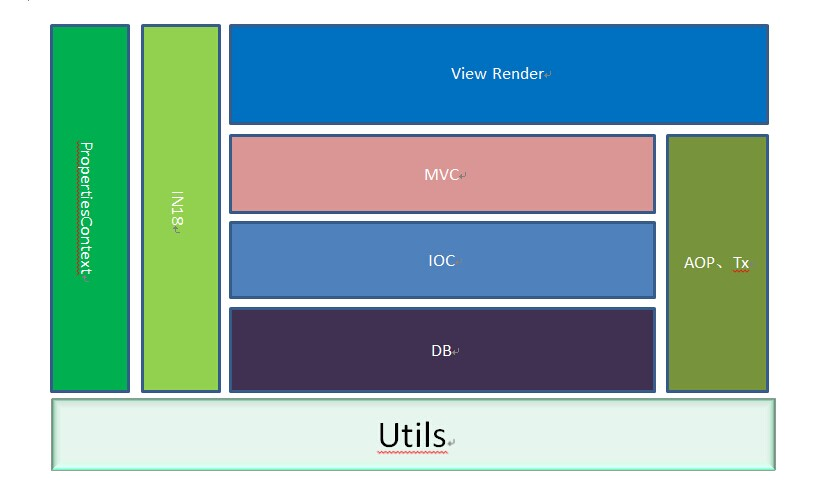 PropertiesContext
IN18
View Render
MVC
IOC
DB
AOP、Tx
Utils